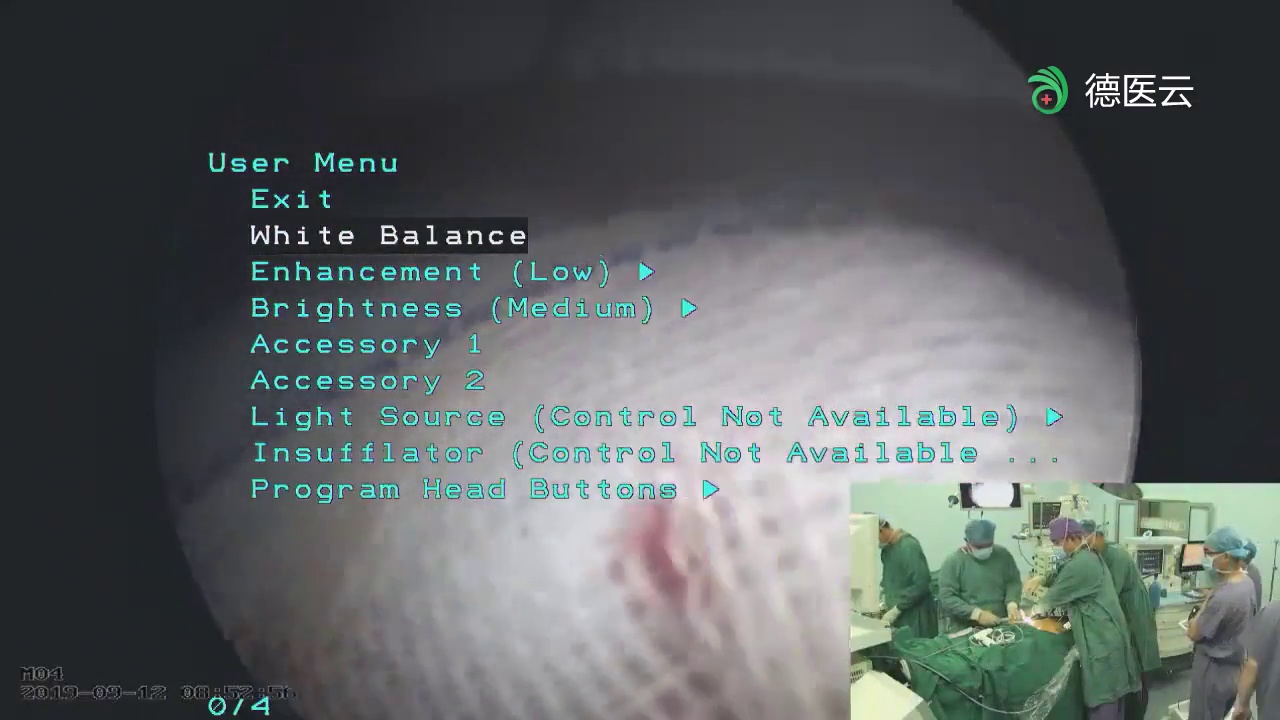 德医云
User Menu
Exit
White Balance
Enhancement (Low) ▶
Brightness (Medium) ▶
Accessory 1
Accessory 2
Light Source (Control Not Available) ▶
Insufflator (Control Not Available ...
Program Head Buttons ▶
M04
2019-09-12 08:52:56
0/4